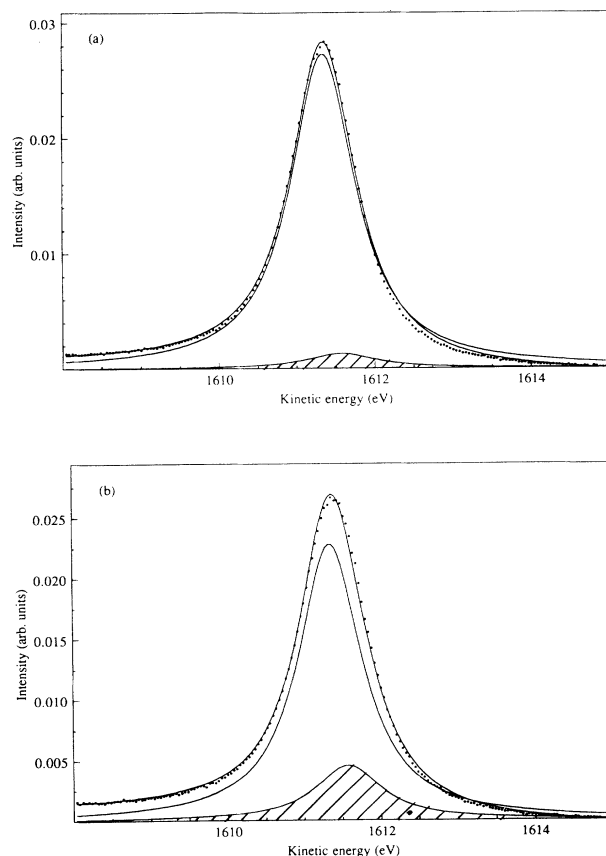 (a)
Intensity (arb. units)
0.03
0.02
0.01
1610
1612
1614
Kinetic energy (eV)
(b)
Intensity (arb. units)
0.025
0.020
0.015
0.010
0.005
1610
1612
1614
Kinetic energy (eV)